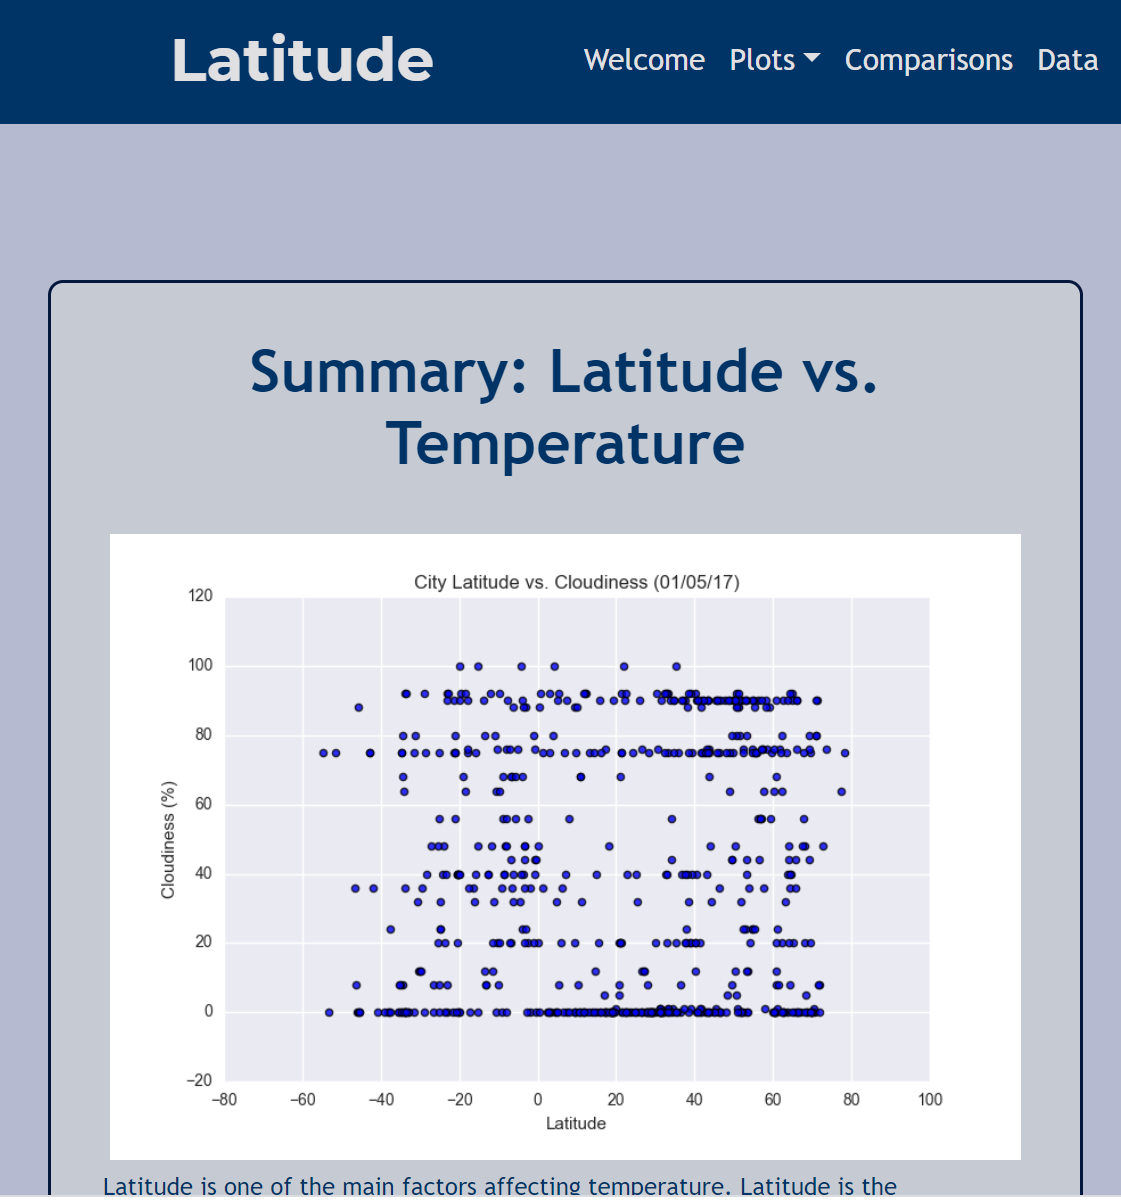 Latitude
Welcome Plots Comparisons Data
Summary: Latitude vs.
Temperature
City Latitude vs. Cloudiness (01/05/17)
120
100
80
60
40
20
0
−20
Cloudiness (%)
−80 −60 −40 −20 0 20 40 60 80 100
Latitude
Latitude is one of the main factors affecting temperature. Latitude is the